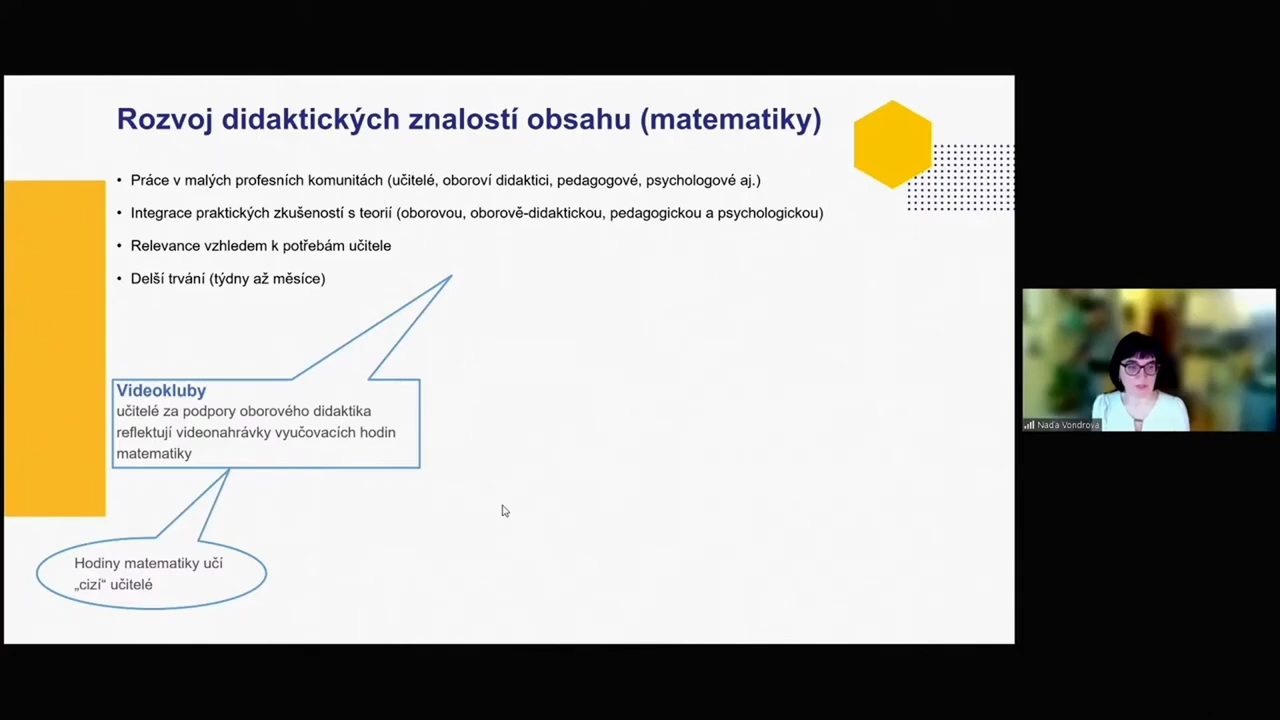 Rozvoj didaktických znalostí obsahu (matematiky)
• Práce v malých profesních komunitách (učitelé, oboroví didaktici, pedagogové, psychologové aj.)
• Integrace praktických zkušeností s teorií (oborovou, oborově-didaktickou, pedagogickou a psychologickou)
• Relevance vzhledem k potřebám učitele
• Delší trvání (týdny až měsíce)
Videokluby
učitelé za podpory oborového didaktika
reflektují videonahrávky vyučovacích hodin
matematiky
Hodiny matematiky učí
„cizí“ učitelé
Naďa Vondrová